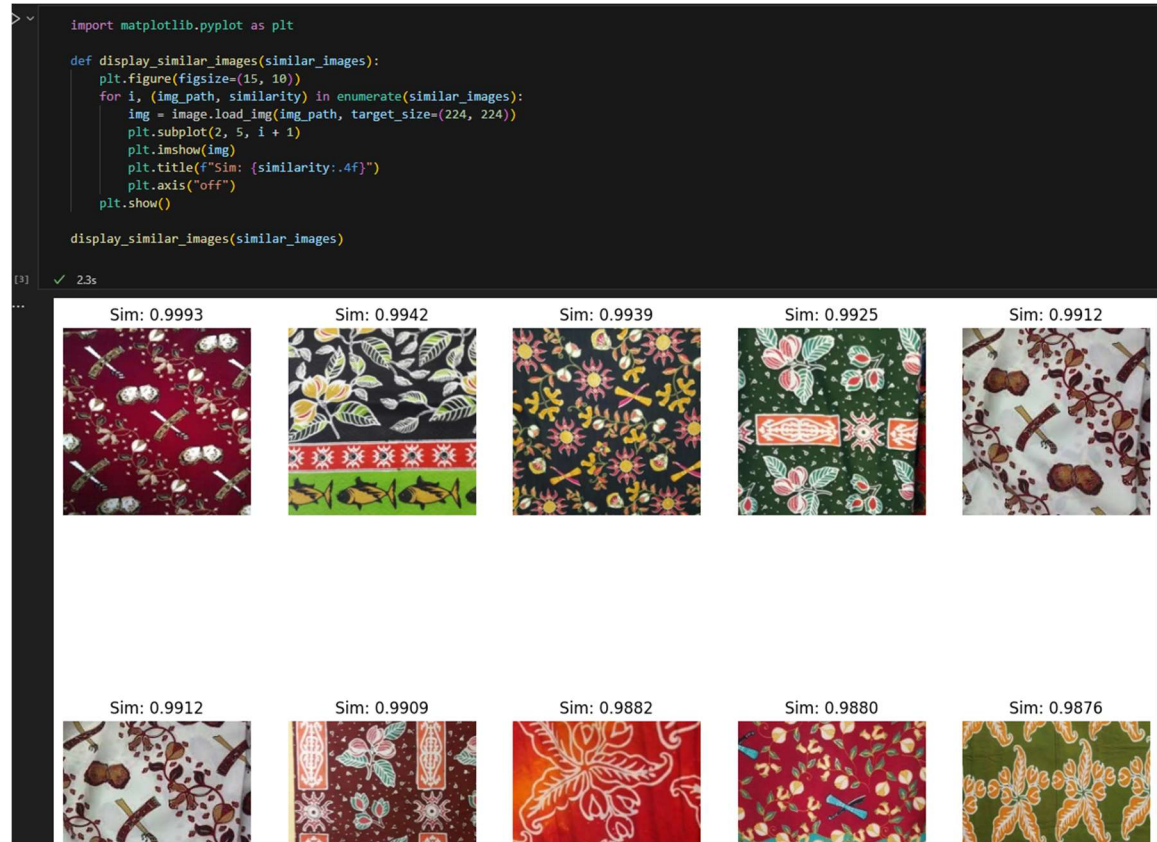 import matplotlib.pyplot as plt
def display_similar_images(similar_images):
    plt.figure(figsize=(15, 10))
    for i, (img_path, similarity) in enumerate(similar_images):
        img = image.load_img(img_path, target_size=(224, 224))
        plt.subplot(2, 5, i + 1)
        plt.imshow(img)
        plt.title(f"Sim: {similarity:.4f}")
        plt.axis("off")
    plt.show()
display_similar_images(similar_images)
[3] ✓ 2.3s
...
Sim: 0.9993 Sim: 0.9942 Sim: 0.9939 Sim: 0.9925 Sim: 0.9912
Sim: 0.9912 Sim: 0.9909 Sim: 0.9882 Sim: 0.9880 Sim: 0.9876